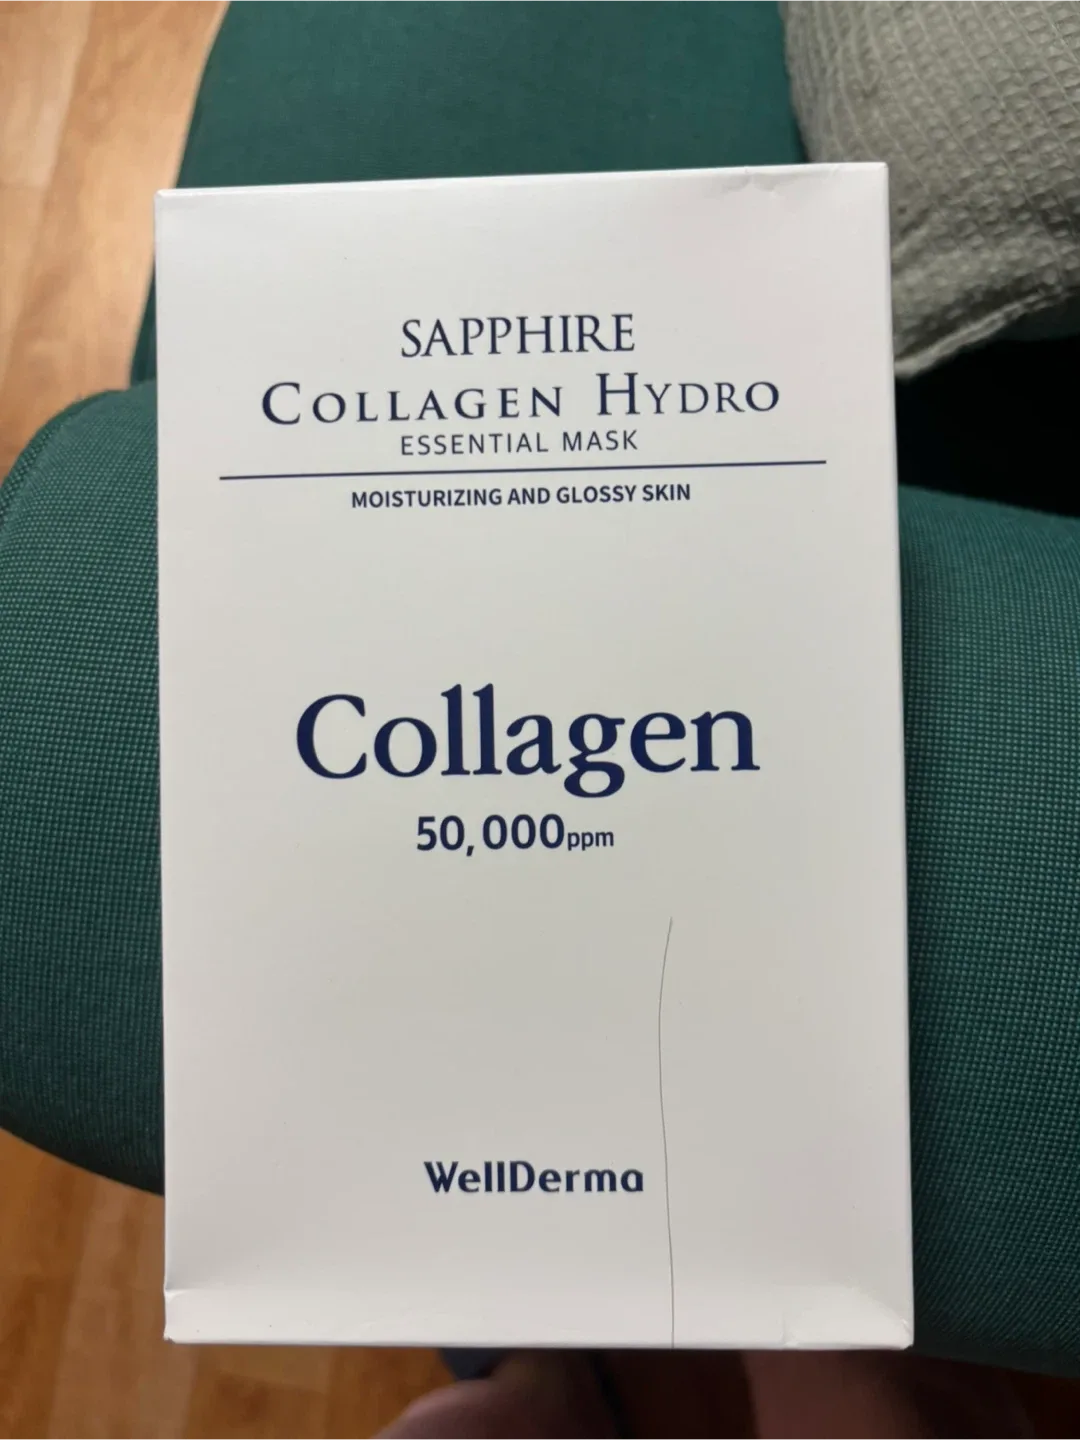 SAPPHIRE
COLLAGEN HYDRO
ESSENTIAL MASK
MOISTURIZING AND GLOSSY SKIN
Collagen
50,000ppm
WellDerma